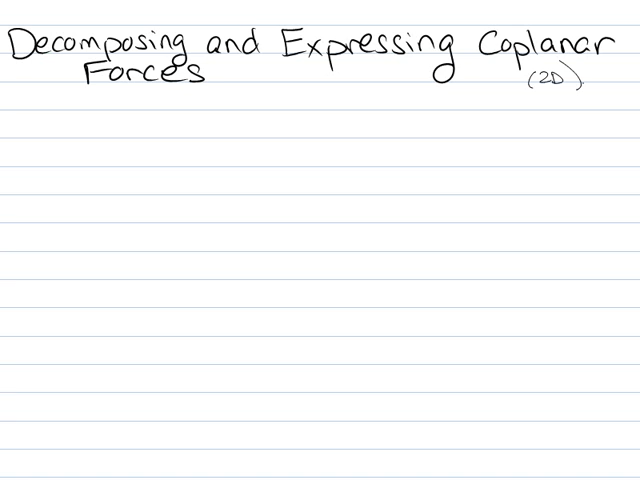 Decomposing and Expressing Coplanar
Forces
(2D)